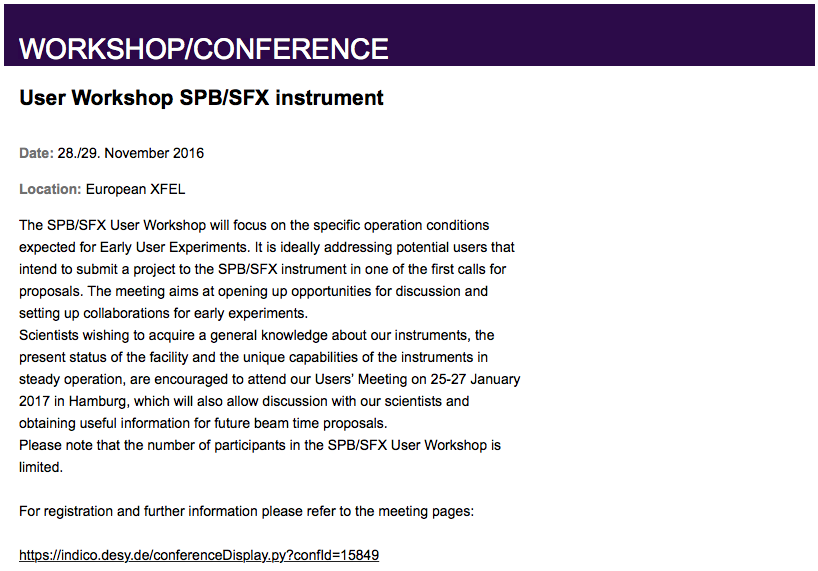 WORKSHOP/CONFERENCE
User Workshop SPB/SFX instrument
Date: 28./29. November 2016
Location: European XFEL
The SPB/SFX User Workshop will focus on the specific operation conditions
expected for Early User Experiments. It is ideally addressing potential users that
intend to submit a project to the SPB/SFX instrument in one of the first calls for
proposals. The meeting aims at opening up opportunities for discussion and
setting up collaborations for early experiments.
Scientists wishing to acquire a general knowledge about our instruments, the
present status of the facility and the unique capabilities of the instruments in
steady operation, are encouraged to attend our Users' Meeting on 25-27 January
2017 in Hamburg, which will also allow discussion with our scientists and
obtaining useful information for future beam time proposals.
Please note that the number of participants in the SPB/SFX User Workshop is
limited.
For registration and further information please refer to the meeting pages:
https://indico.desy.de/conferenceDisplay.py?confId=15849